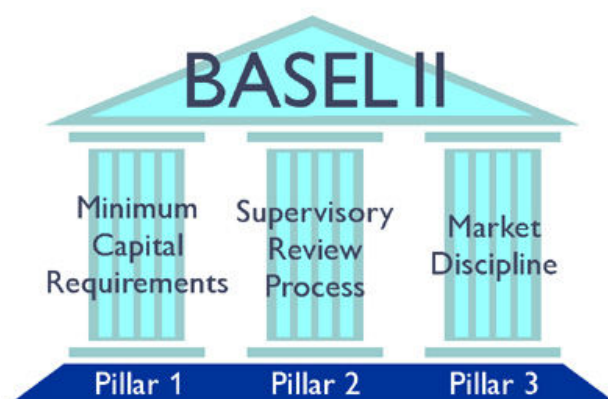 BASEL II
Minimum
Capital
Requirements
Supervisory
Review
Process
Market
Discipline
Pillar 1
Pillar 2
Pillar 3